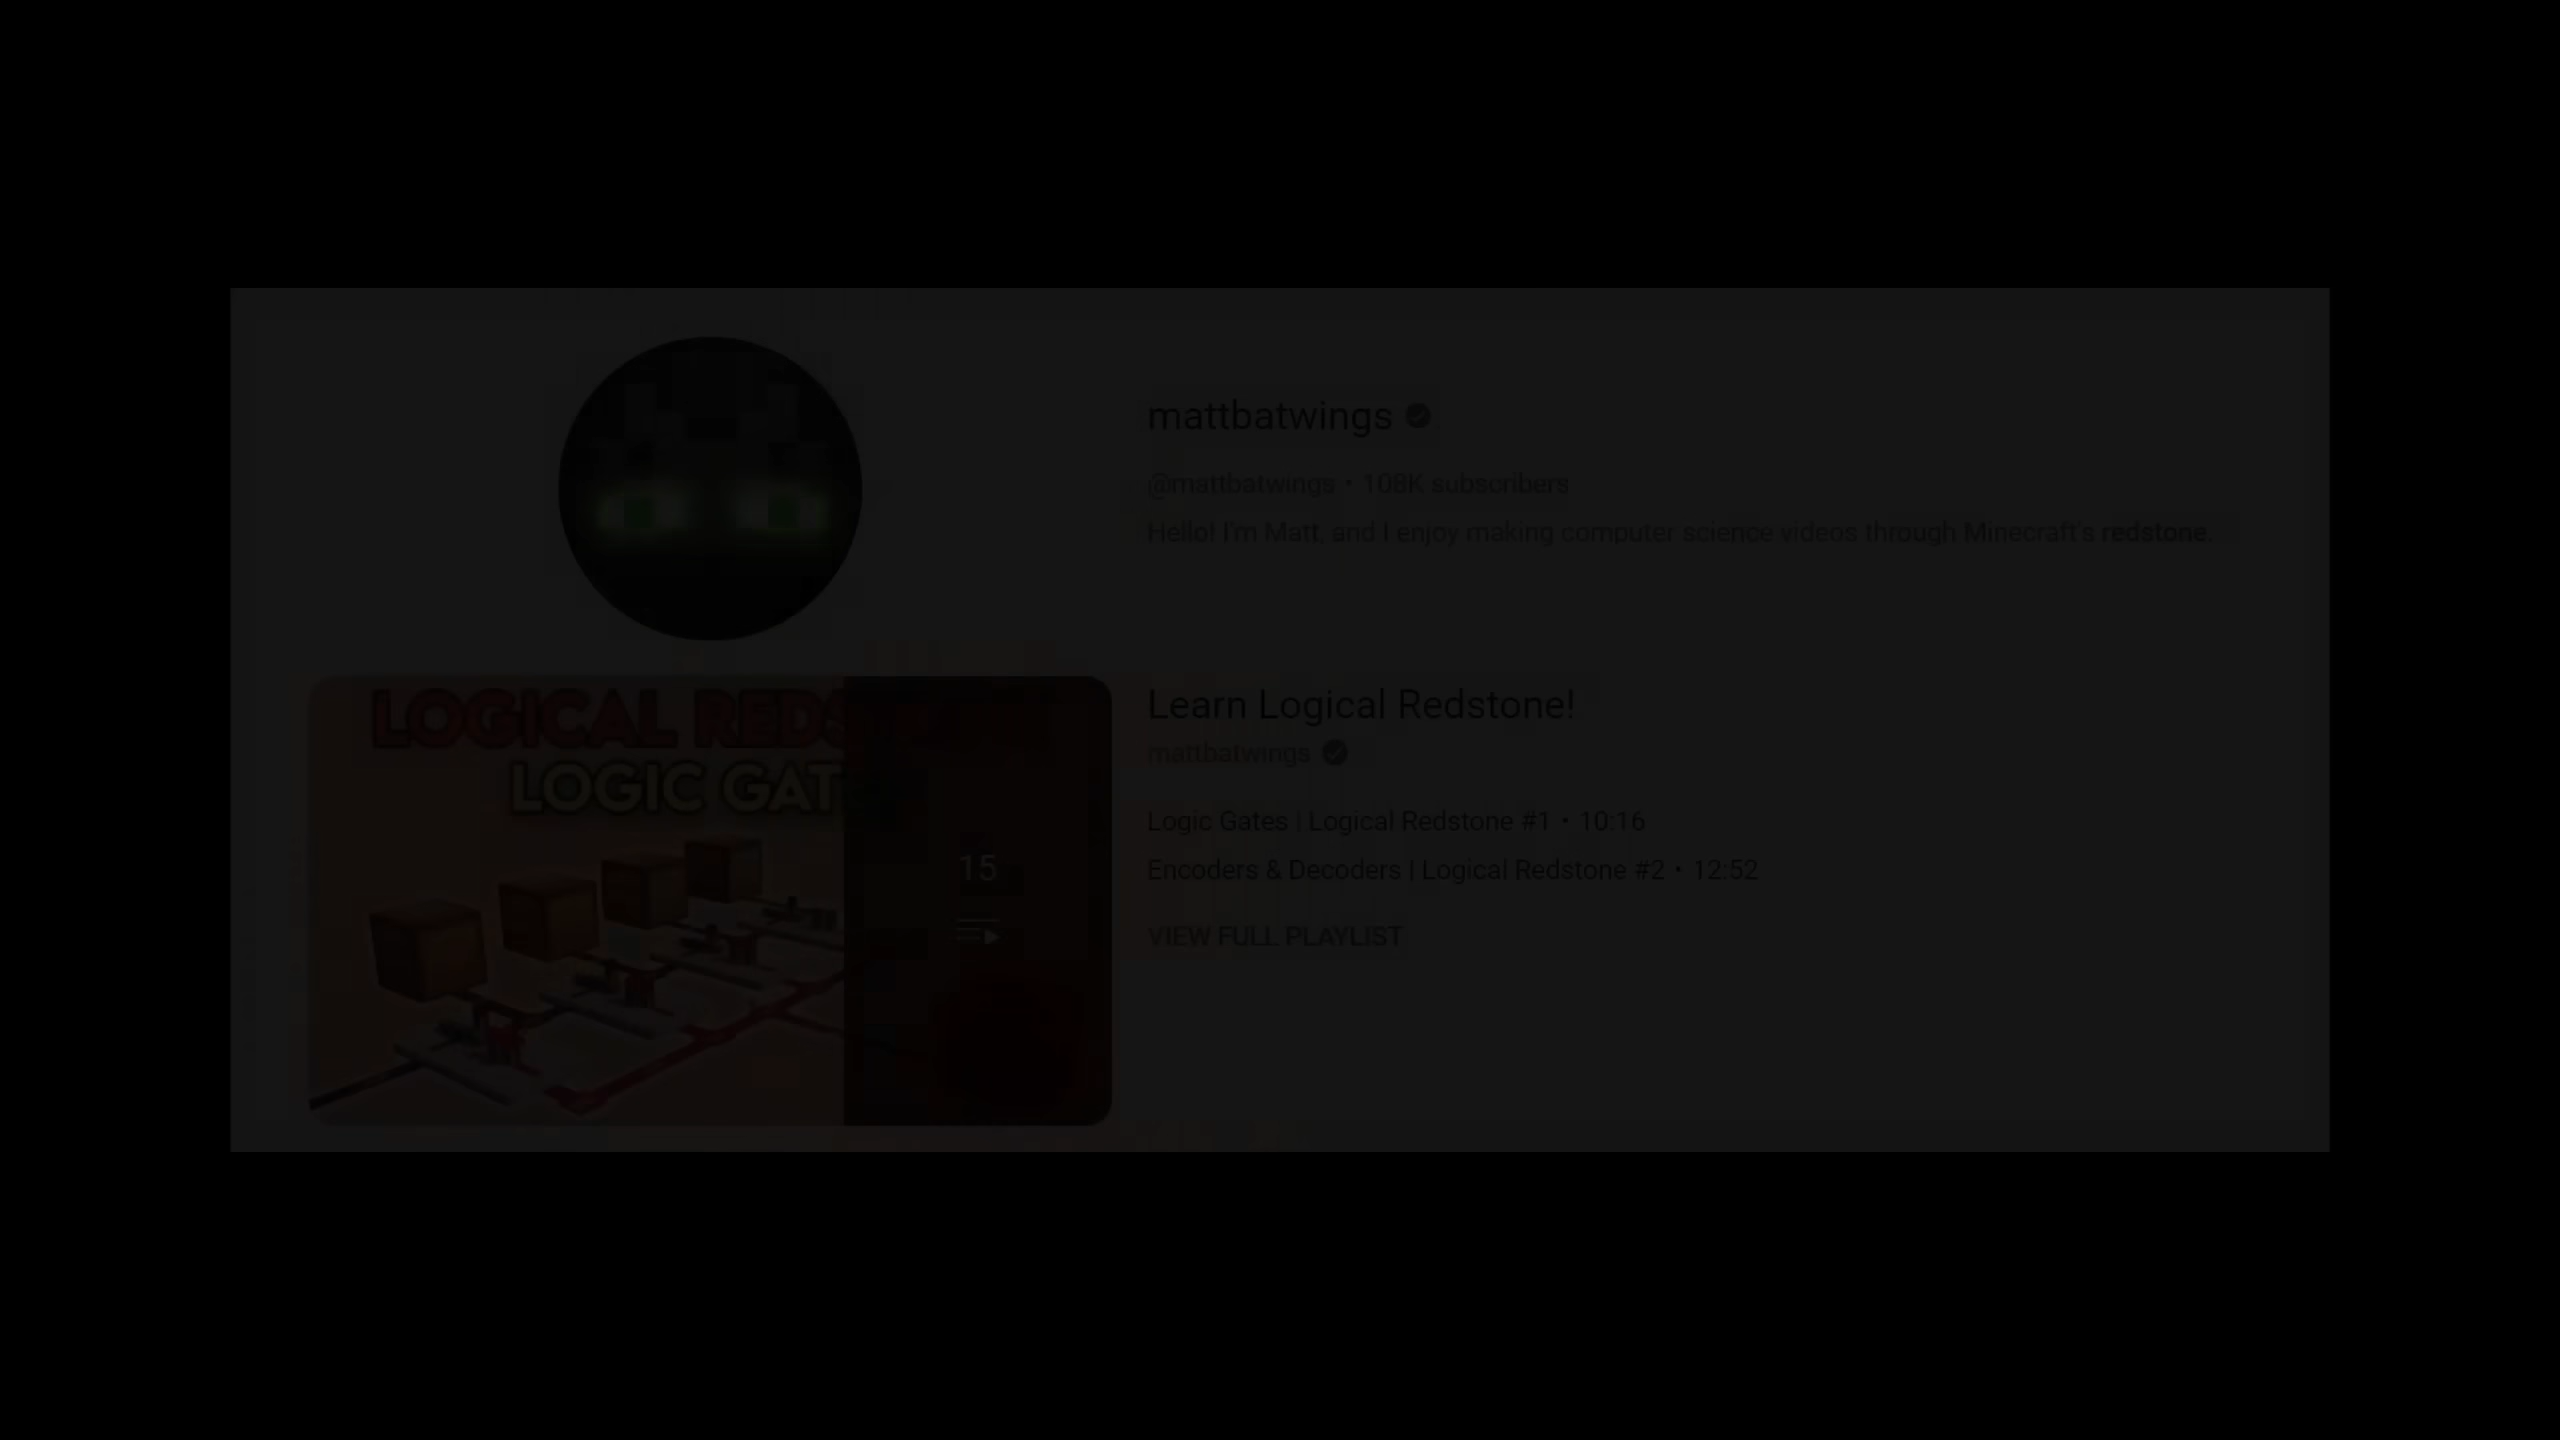 mattbatwings
@mattbatwings • 108K subscribers
Hello! I'm Matt, and I enjoy making computer science videos through Minecraft's redstone.
LOGICAL REDS
LOGIC GAT
15
Learn Logical Redstone!
mattbatwings
Logic Gates | Logical Redstone #1 • 10:16
Encoders & Decoders | Logical Redstone #2 • 12:52
VIEW FULL PLAYLIST